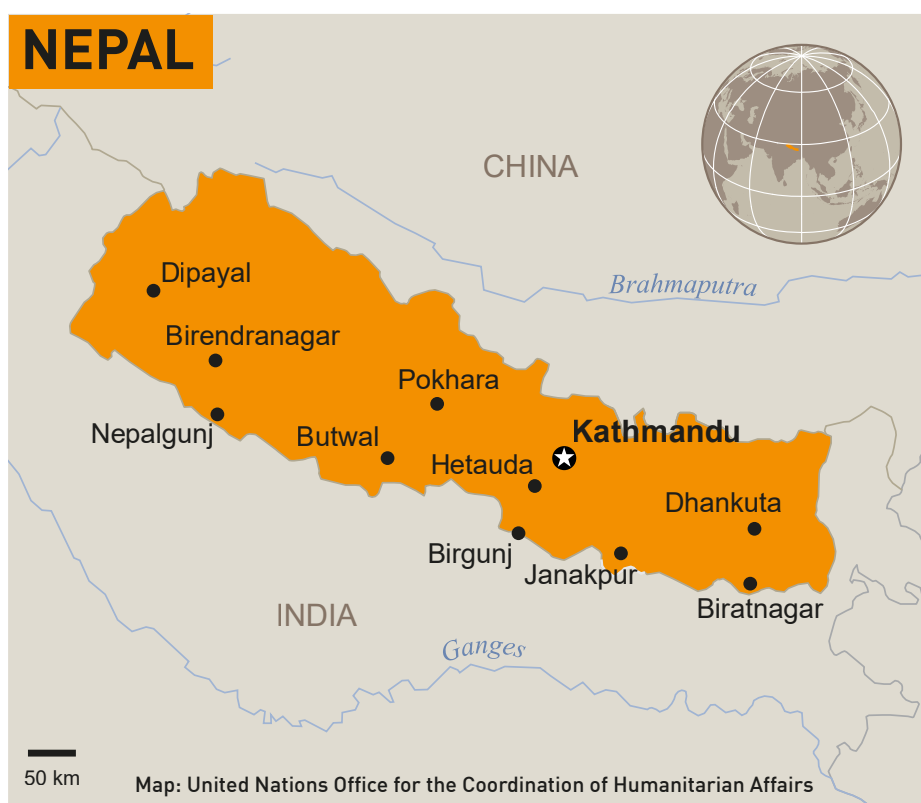 NEPAL
CHINA
Brahmaputra
Dipayal
Birendranagar
Pokhara
Nepalgunj
Butwal
Kathmandu
Hetauda
Dhankuta
Birgunj
Janakpur
Biratnagar
INDIA
Ganges
50 km
Map: United Nations Office for the Coordination of Humanitarian Affairs